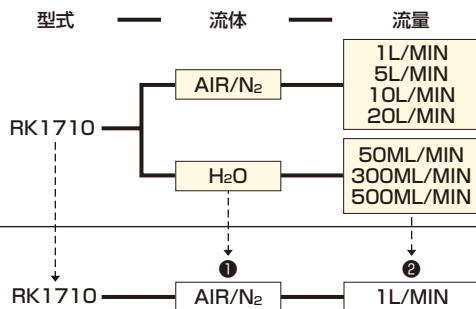 型式 — 流体 — 流量
1L/MIN
5L/MIN
AIR/N₂
10L/MIN
20L/MIN
RK1710
50ML/MIN
H₂O
300ML/MIN
500ML/MIN
❶ ❷
RK1710 AIR/N₂ 1L/MIN